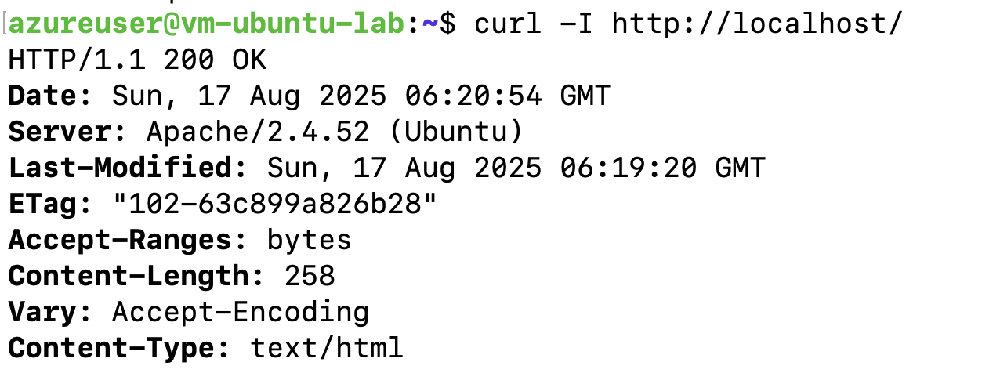 [azureuser@vm-ubuntu-lab:~$ curl -I http://localhost/
HTTP/1.1 200 OK
Date: Sun, 17 Aug 2025 06:20:54 GMT
Server: Apache/2.4.52 (Ubuntu)
Last-Modified: Sun, 17 Aug 2025 06:19:20 GMT
ETag: "102-63c899a826b28"
Accept-Ranges: bytes
Content-Length: 258
Vary: Accept-Encoding
Content-Type: text/html